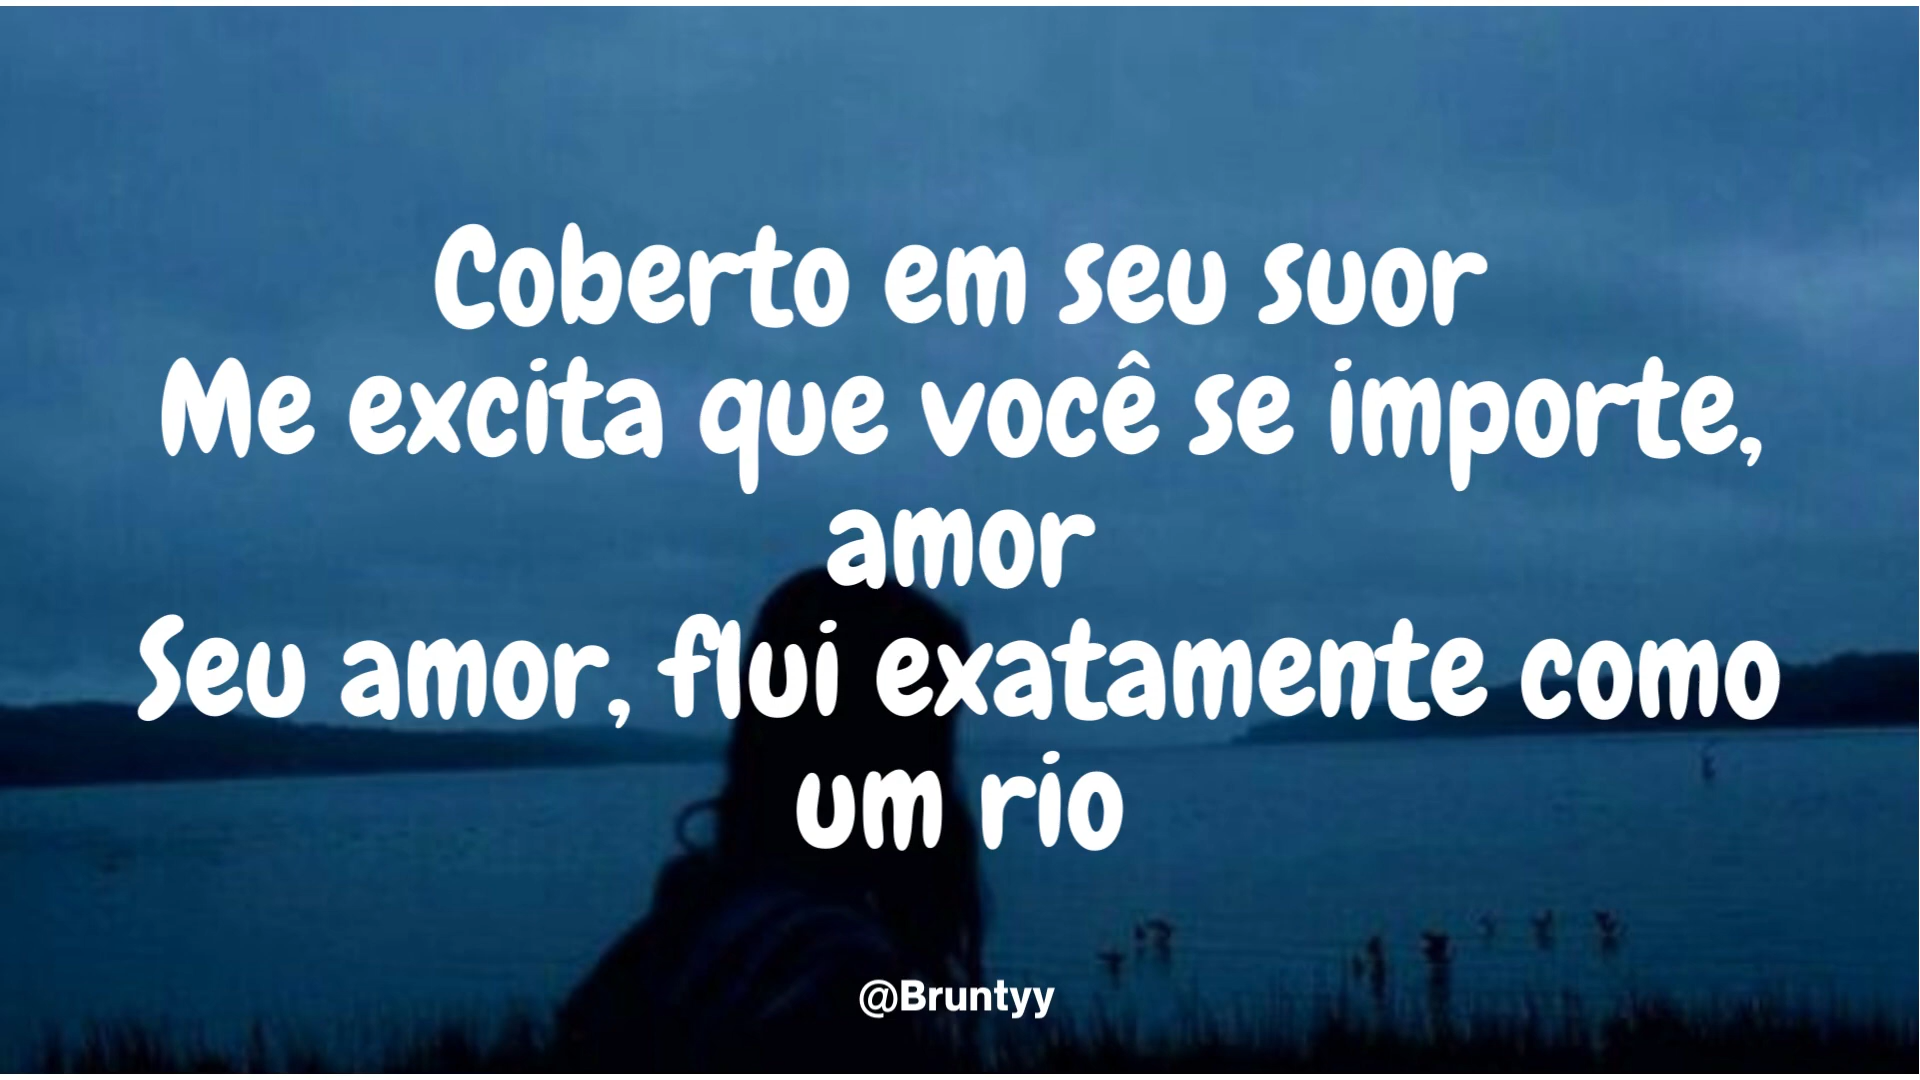 Coberto em seu suor
Me excita que você se importe,
amor
Seu amor, flui exatamente como
um rio
@Bruntyy